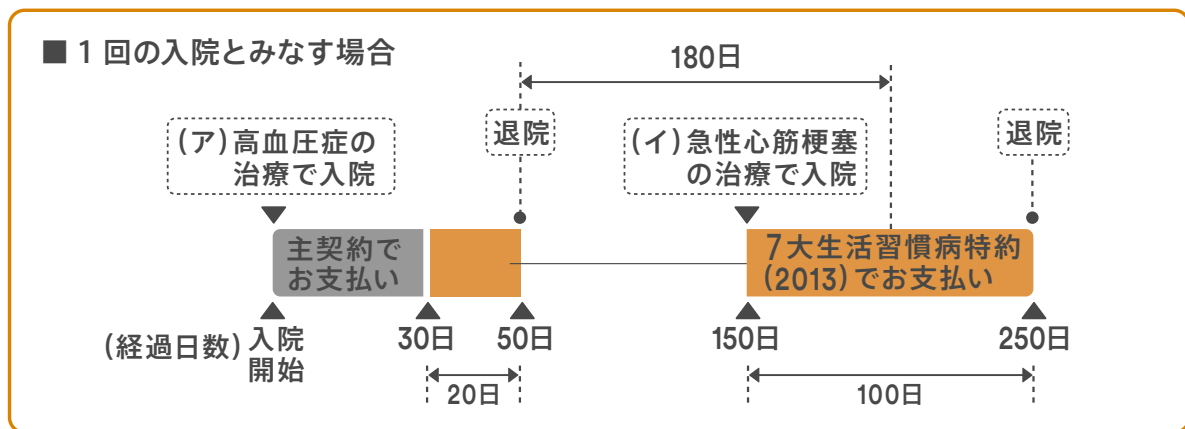 ■ 1 回の入院とみなす場合
180日
(ア)高血圧症の
治療で入院
退院
(イ)急性心筋梗塞
の治療で入院
退院
主契約で
お支払い
7大生活習慣病特約
(2013)でお支払い
(経過日数)
入院
開始
30日
50日
150日
250日
20日
100日